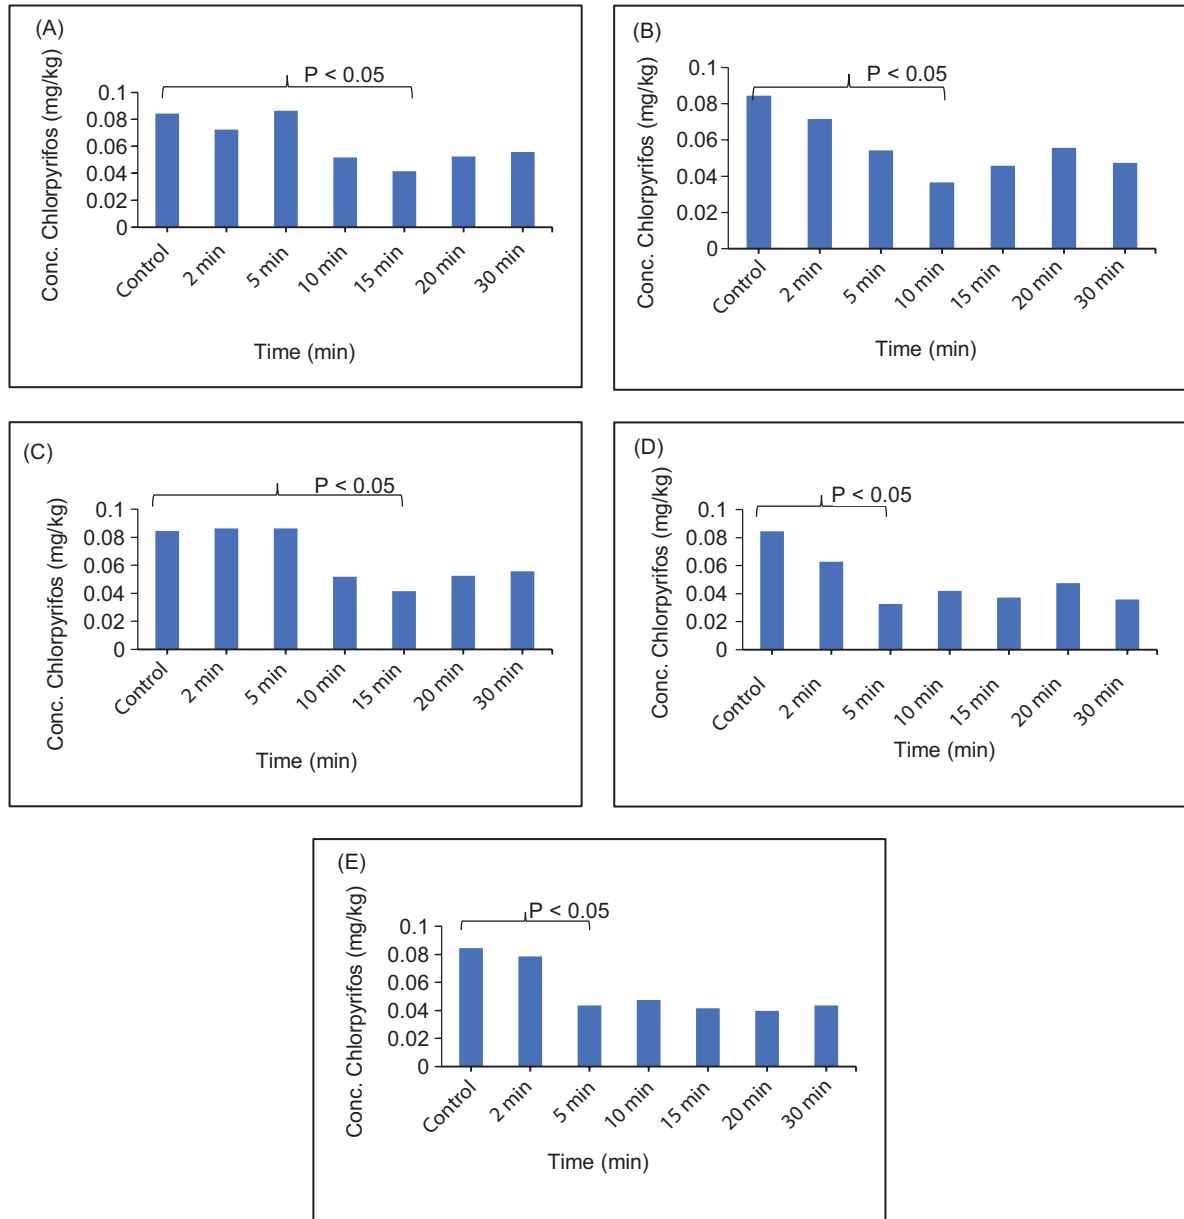 (A)
Conc. Chlorpyrifos (mg/kg)
P < 0.05
0.1
0.08
0.06
0.04
0.02
0
Control
2 min
5 min
10 min
15 min
20 min
30 min
Time (min)
(B)
Conc. Chlorpyrifos (mg/kg)
P < 0.05
0.1
0.08
0.06
0.04
0.02
0
Control
2 min
5 min
10 min
15 min
20 min
30 min
Time (min)
(C)
Conc. Chlorpyrifos (mg/kg)
P < 0.05
0.1
0.08
0.06
0.04
0.02
0
Control
2 min
5 min
10 min
15 min
20 min
30 min
Time (min)
(D)
Conc. Chlorpyrifos (mg/kg)
P < 0.05
0.1
0.08
0.06
0.04
0.02
0
Control
2 min
5 min
10 min
15 min
20 min
30 min
Time (min)
(E)
Conc. Chlorpyrifos (mg/kg)
P < 0.05
0.1
0.08
0.06
0.04
0.02
0
Control
2 min
5 min
10 min
15 min
20 min
30 min
Time (min)